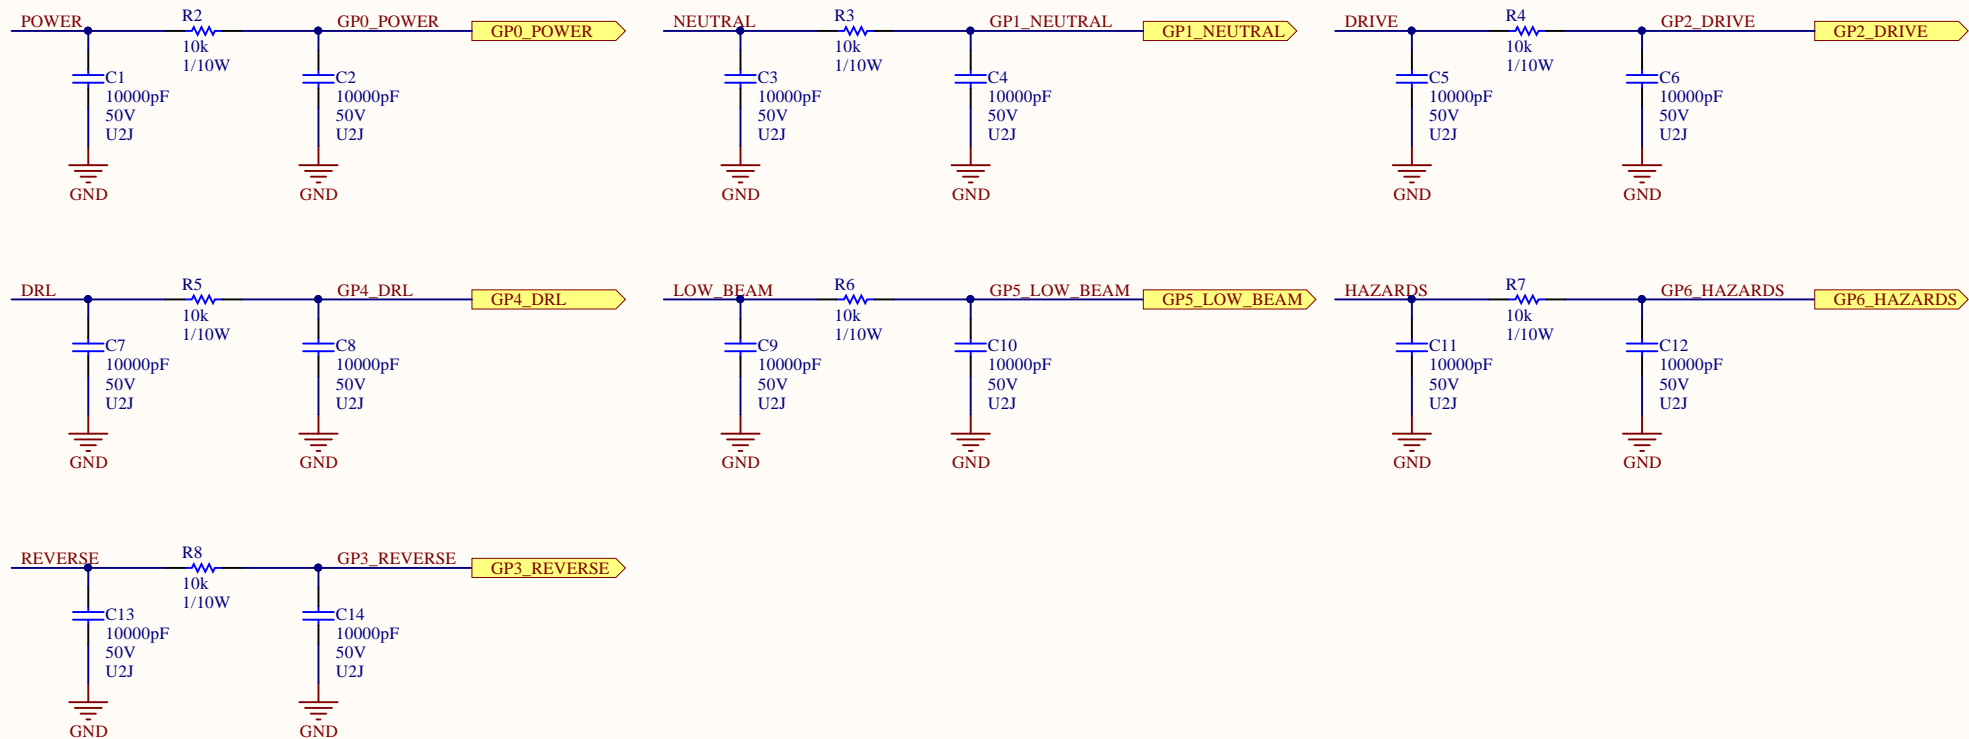 POWER
R2
10k
1/10W
GP0_POWER
GP0_POWER
C1
10000pF
50V
U2J
GND
C2
10000pF
50V
U2J
GND
NEUTRAL
R3
10k
1/10W
GP1_NEUTRAL
GP1_NEUTRAL
C3
10000pF
50V
U2J
GND
C4
10000pF
50V
U2J
GND
DRIVE
R4
10k
1/10W
GP2_DRIVE
GP2_DRIVE
C5
10000pF
50V
U2J
GND
C6
10000pF
50V
U2J
GND
DRL
R5
10k
1/10W
GP4_DRL
GP4_DRL
C7
10000pF
50V
U2J
GND
C8
10000pF
50V
U2J
GND
LOW_BEAM
R6
10k
1/10W
GP5_LOW_BEAM
GP5_LOW_BEAM
C9
10000pF
50V
U2J
GND
C10
10000pF
50V
U2J
GND
HAZARDS
R7
10k
1/10W
GP6_HAZARDS
GP6_HAZARDS
C11
10000pF
50V
U2J
GND
C12
10000pF
50V
U2J
GND
REVERSE
R8
10k
1/10W
GP3_REVERSE
GP3_REVERSE
C13
10000pF
50V
U2J
GND
C14
10000pF
50V
U2J
GND